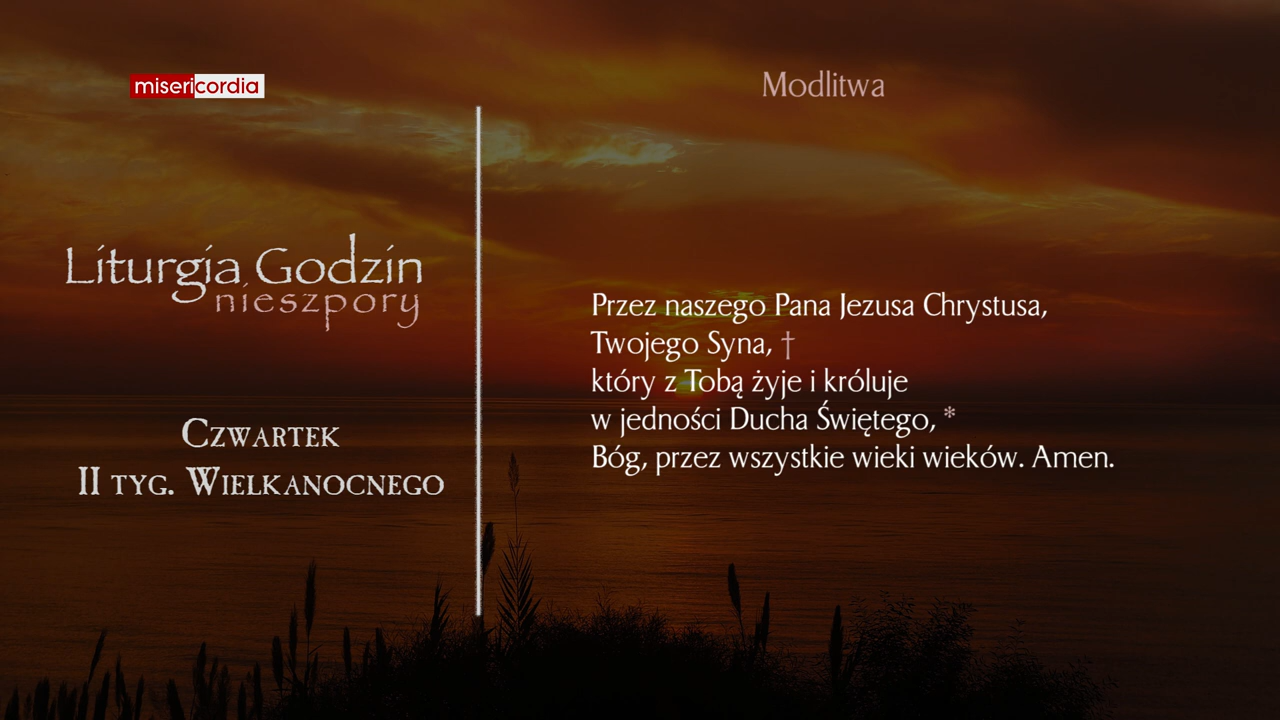 misericordia
Liturgia Godzin
nieszpory
Czwartek
II tyg. Wielkanocnego
Modlitwa
Przez naszego Pana Jezusa Chrystusa,
Twojego Syna, †
który z Tobą żyje i króluje
w jedności Ducha Świętego, *
Bóg, przez wszystkie wieki wieków. Amen.